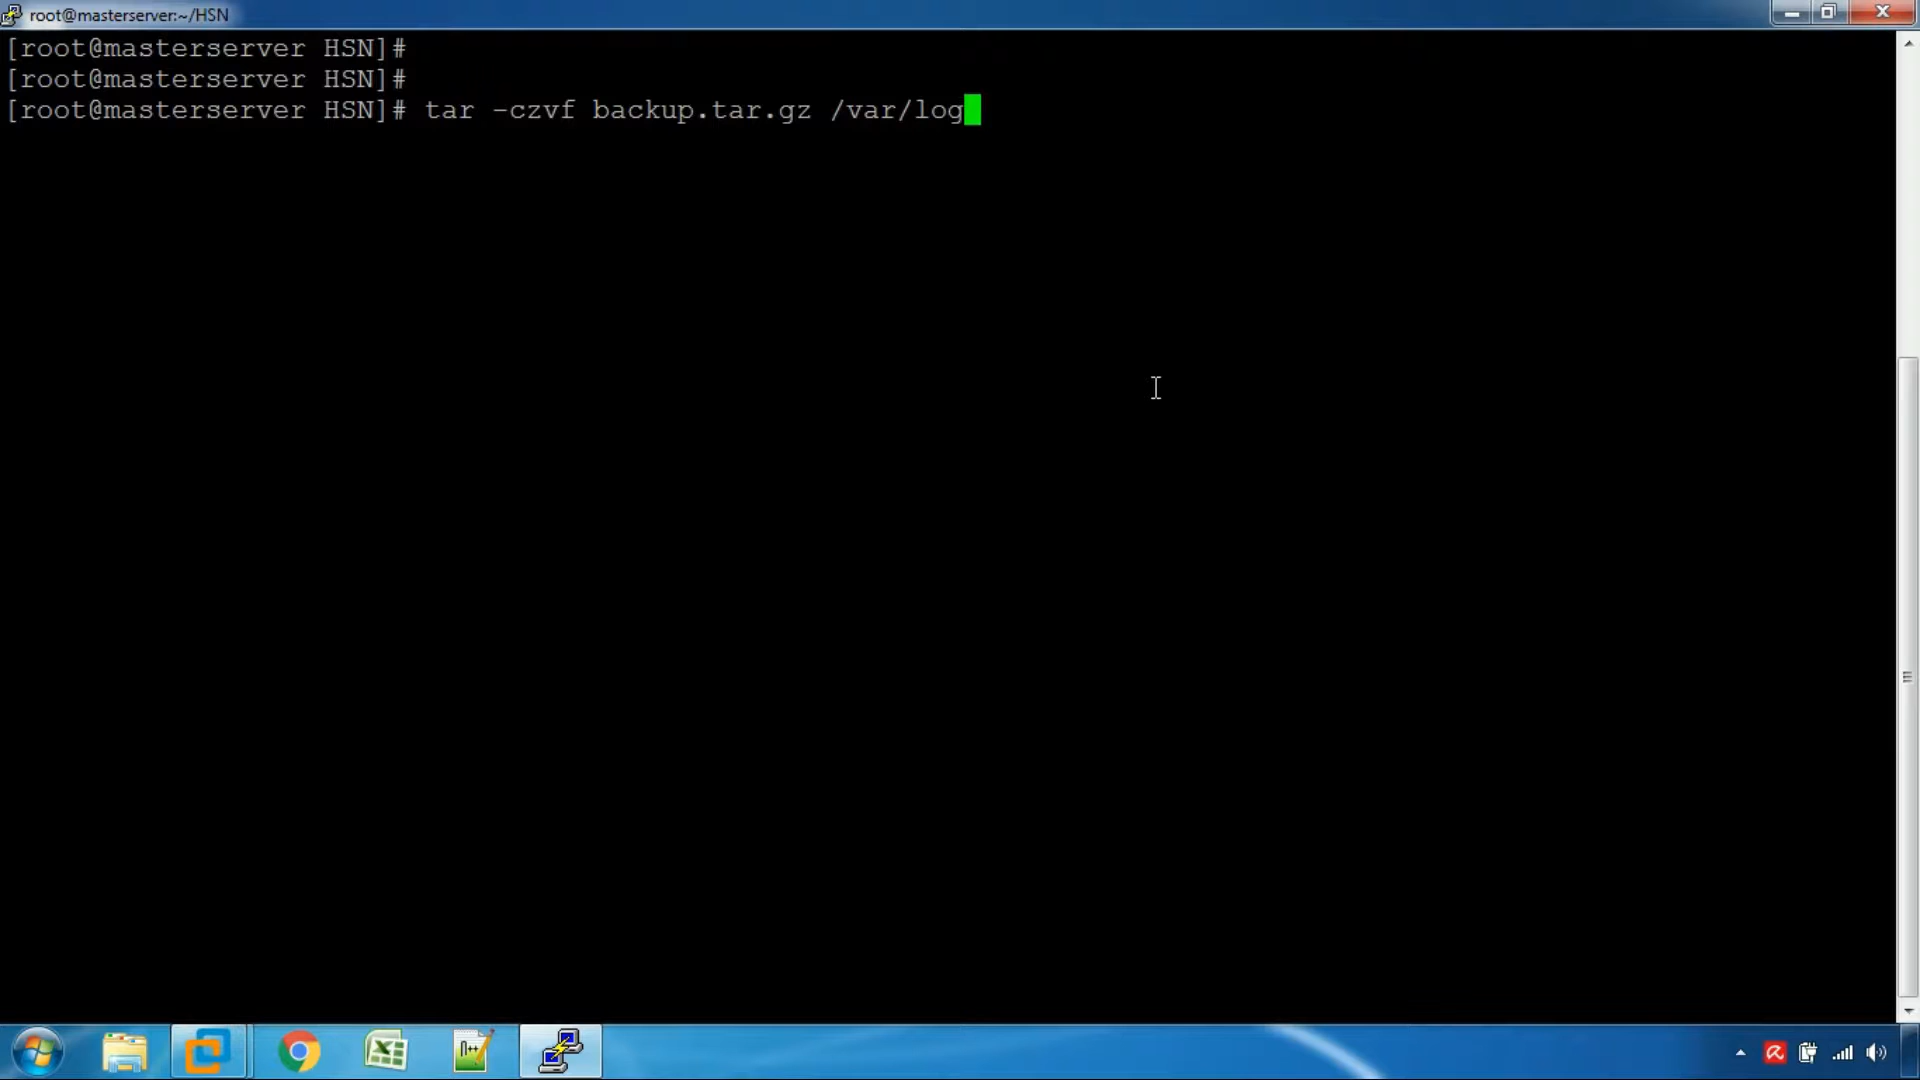 root@masterserver:~/HSN
[root@masterserver HSN]#
[root@masterserver HSN]#
[root@masterserver HSN]# tar -czvf backup.tar.gz /var/log